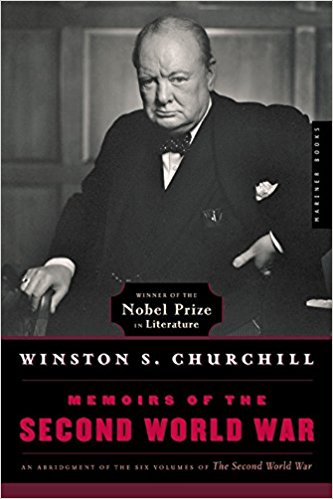 MARINER BOOKS
WINNER OF THE
Nobel Prize
IN Literature
WINSTON S. CHURCHILL
MEMOIRS OF THE
SECOND WORLD WAR
AN ABRIDGMENT OF THE SIX VOLUMES OF The Second World War